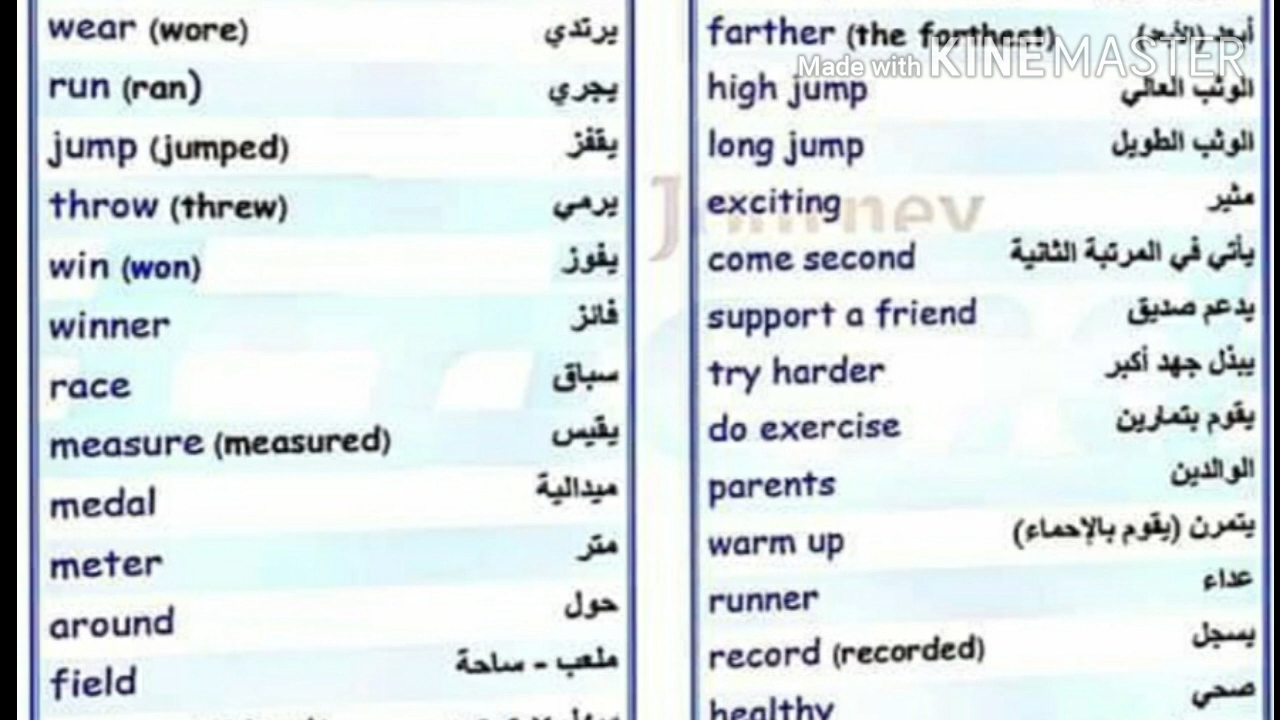 wear (wore) يرتدي
run (ran) يجري
jump (jumped) يقفز
throw (threw) يرمي
win (won) يفوز
winner فائز
race سباق
measure (measured) يقيس
medal ميدالية
meter متر
around حول
field ملعب - ساحة
farther (the farthest)
Made with KINEMASTER
high jump الوثب العالي
long jump الوثب الطويل
exciting مثير
come second يأتي في المرتبة الثانية
support a friend يدعم صديق
try harder يبذل جهد أكبر
do exercise يقوم بتمارين
parents الوالدين
warm up يتمرن (يقوم بالإحماء)
runner عداء
record (recorded) يسجل
healthy صحي